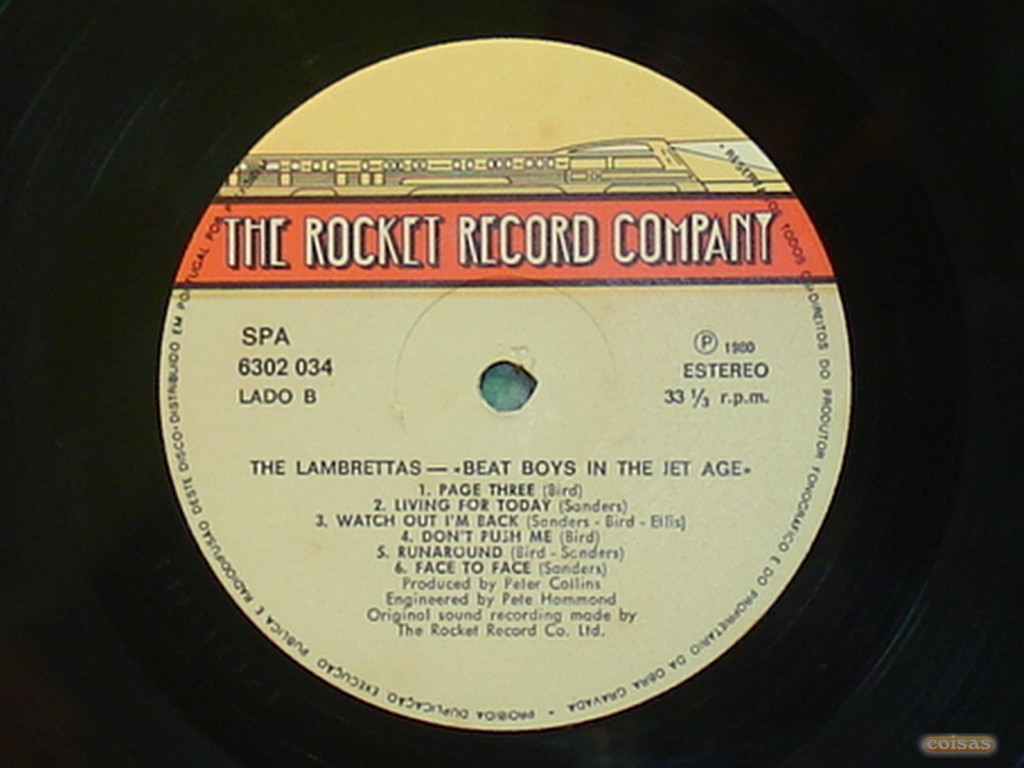 THE ROCKET RECORD COMPANY
SPA
6302 034
LADO B
Ⓟ 1980
ESTEREO
33 ⅓ r.p.m.
THE LAMBRETTAS — «BEAT BOYS IN THE JET AGE»
1. PAGE THREE (Bird)
2. LIVING FOR TODAY (Sanders)
3. WATCH OUT I'M BACK (Sanders - Bird - Ellis)
4. DON'T PUSH ME (Bird)
5. RUNAROUND (Bird - Sanders)
6. FACE TO FACE (Sanders)
Produced by Peter Collins
Engineered by Pete Hammond
Original sound recording made by
The Rocket Record Co. Ltd.
• RESERVADOS TODOS OS DIREITOS DO PRODUTOR FONOGRÁFICO E DO PROPRIETÁRIO DA OBRA GRAVADA • PROIBIDA DUPLICAÇÃO, EXECUÇÃO PÚBLICA E RADIODIFUSÃO DESTE DISCO • DISTRIBUIDO EM PORTUGAL POR
coisas